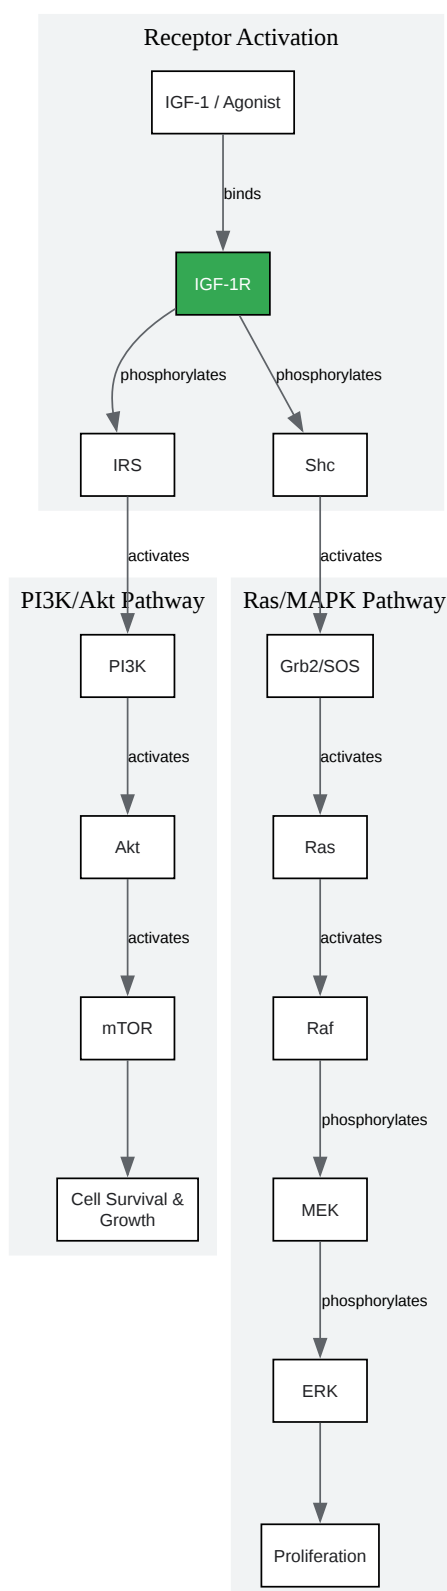 Receptor Activation
IGF-1 / Agonist
binds
IGF-1R
phosphorylates
phosphorylates
IRS
Shc
activates
activates
PI3K/Akt Pathway
Ras/MAPK Pathway
PI3K
Grb2/SOS
activates
activates
Akt
Ras
activates
activates
mTOR
Raf
phosphorylates
Cell Survival &
Growth
MEK
phosphorylates
ERK
Proliferation